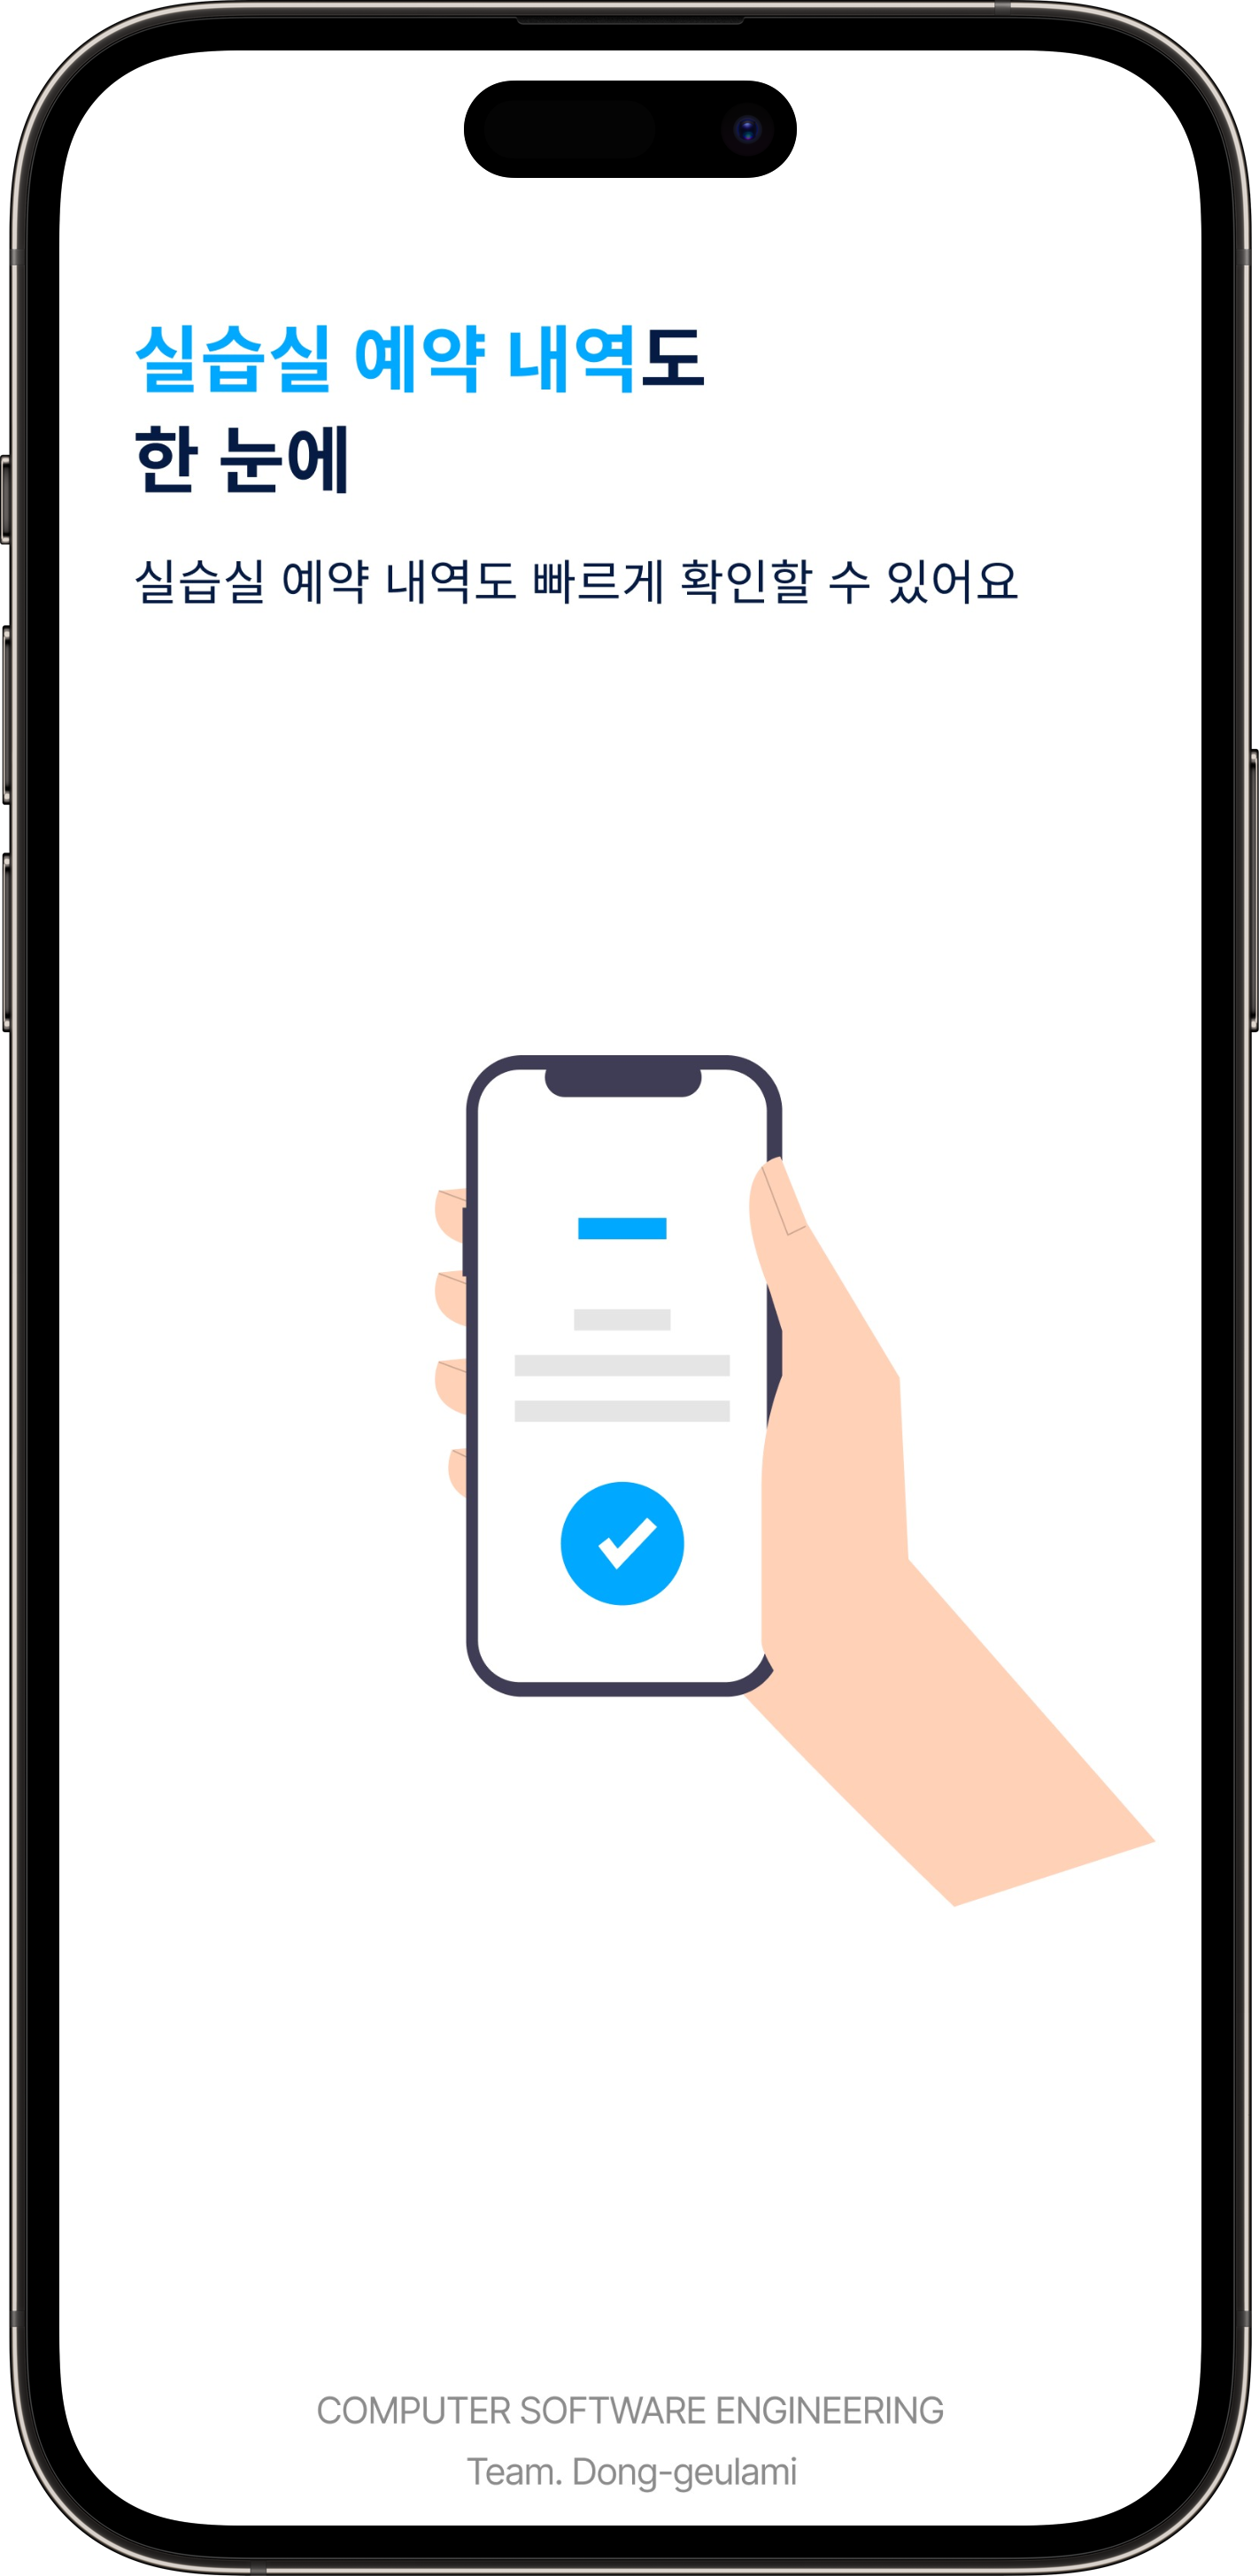 실습실 예약 내역도
한 눈에
실습실 예약 내역도 빠르게 확인할 수 있어요
COMPUTER SOFTWARE ENGINEERING
Team. Dong-geulami